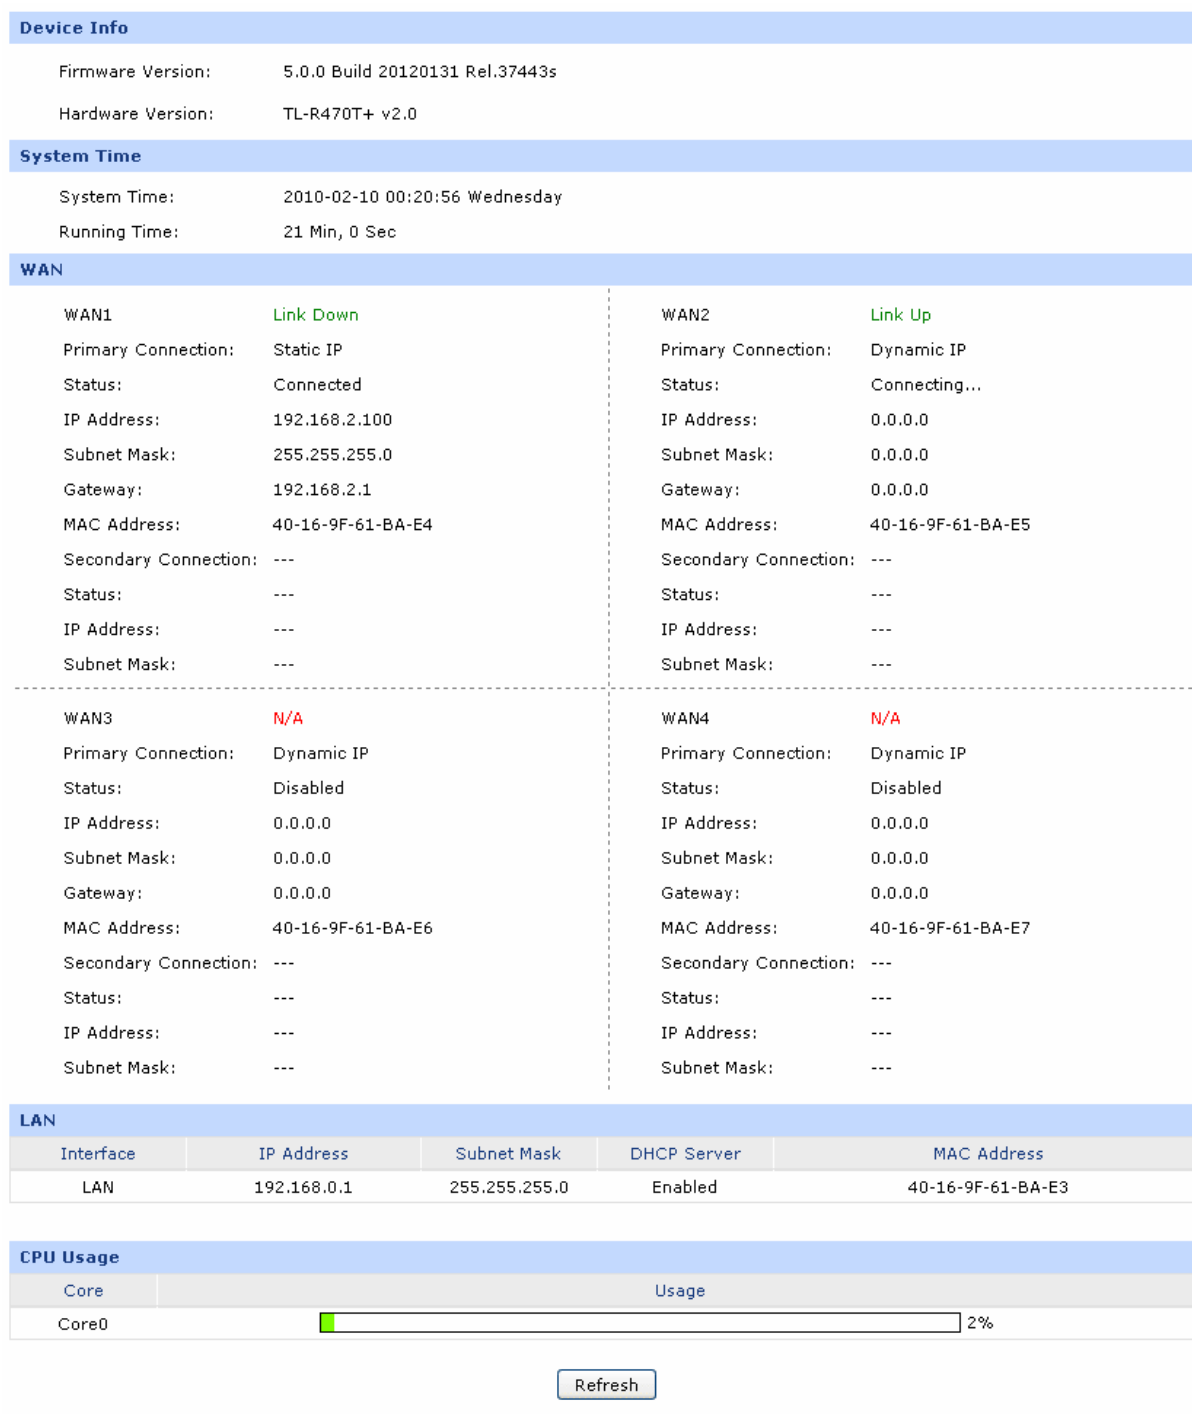 Device Info
Firmware Version: 5.0.0 Build 20120131 Rel.37443s
Hardware Version: TL-R470T+ v2.0
System Time
System Time: 2010-02-10 00:20:56 Wednesday
Running Time: 21 Min, 0 Sec
WAN
WAN1 Link Down
Primary Connection: Static IP
Status: Connected
IP Address: 192.168.2.100
Subnet Mask: 255.255.255.0
Gateway: 192.168.2.1
MAC Address: 40-16-9F-61-BA-E4
Secondary Connection: ---
Status: ---
IP Address: ---
Subnet Mask: ---
WAN2 Link Up
Primary Connection: Dynamic IP
Status: Connecting...
IP Address: 0.0.0.0
Subnet Mask: 0.0.0.0
Gateway: 0.0.0.0
MAC Address: 40-16-9F-61-BA-E5
Secondary Connection: ---
Status: ---
IP Address: ---
Subnet Mask: ---
WAN3 N/A
Primary Connection: Dynamic IP
Status: Disabled
IP Address: 0.0.0.0
Subnet Mask: 0.0.0.0
Gateway: 0.0.0.0
MAC Address: 40-16-9F-61-BA-E6
Secondary Connection: ---
Status: ---
IP Address: ---
Subnet Mask: ---
WAN4 N/A
Primary Connection: Dynamic IP
Status: Disabled
IP Address: 0.0.0.0
Subnet Mask: 0.0.0.0
Gateway: 0.0.0.0
MAC Address: 40-16-9F-61-BA-E7
Secondary Connection: ---
Status: ---
IP Address: ---
Subnet Mask: ---
LAN
Interface IP Address Subnet Mask DHCP Server MAC Address
LAN 192.168.0.1 255.255.255.0 Enabled 40-16-9F-61-BA-E3
CPU Usage
Core Usage
Core0 2%
Refresh